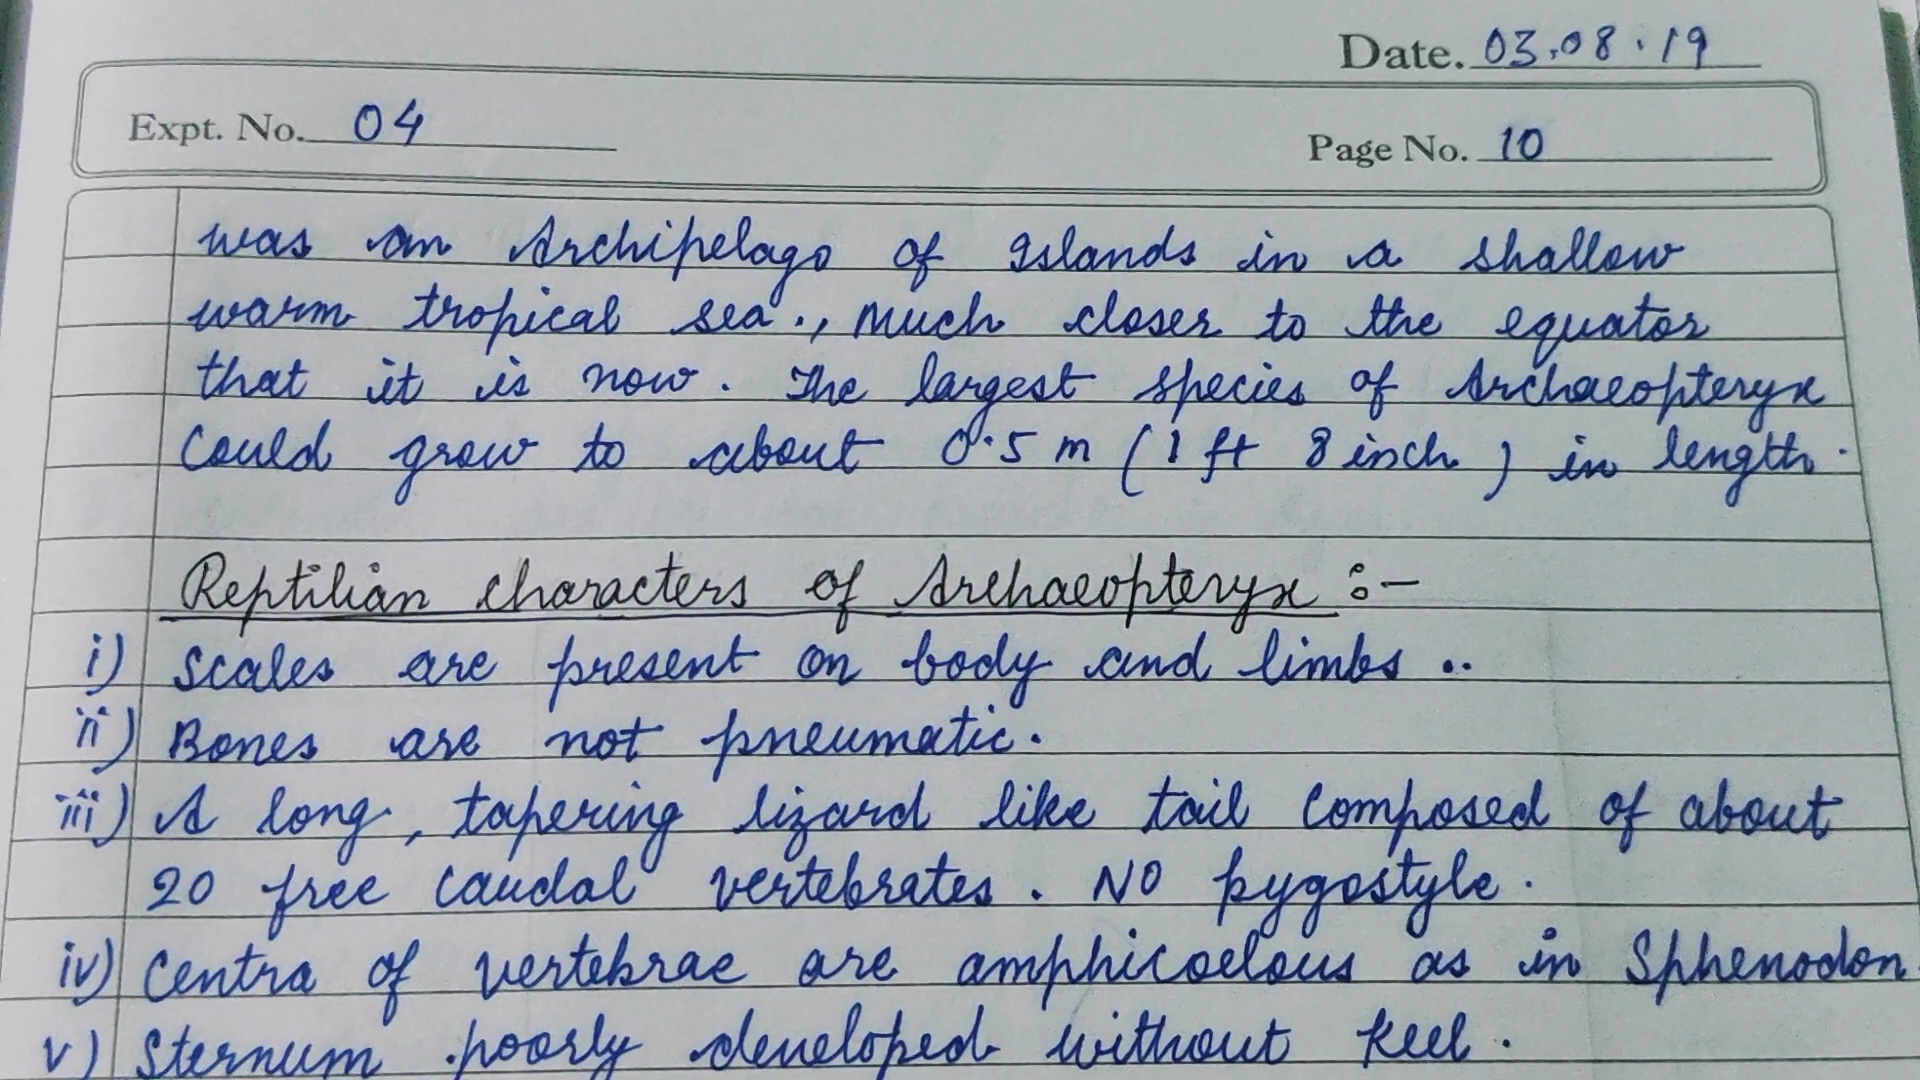 Date. 03.08.19
Expt. No. 04
Page No. 10
was an Archipelago of Islands in a shallow
warm tropical sea., much closer to the equator
that it is now. The largest species of Archaeopteryx
could grow to about 0.5 m (1 ft 8 inch) in length.
Reptilian characters of Archaeopteryx :-
i) Scales are present on body and limbs ..
ii) Bones are not pneumatic.
iii) A long, tapering lizard like tail composed of about
20 free caudal vertebrates. NO pygostyle.
iv) Centra of vertebrae are amphicoelous as in Sphenodon.
v) Sternum poorly developed without keel.